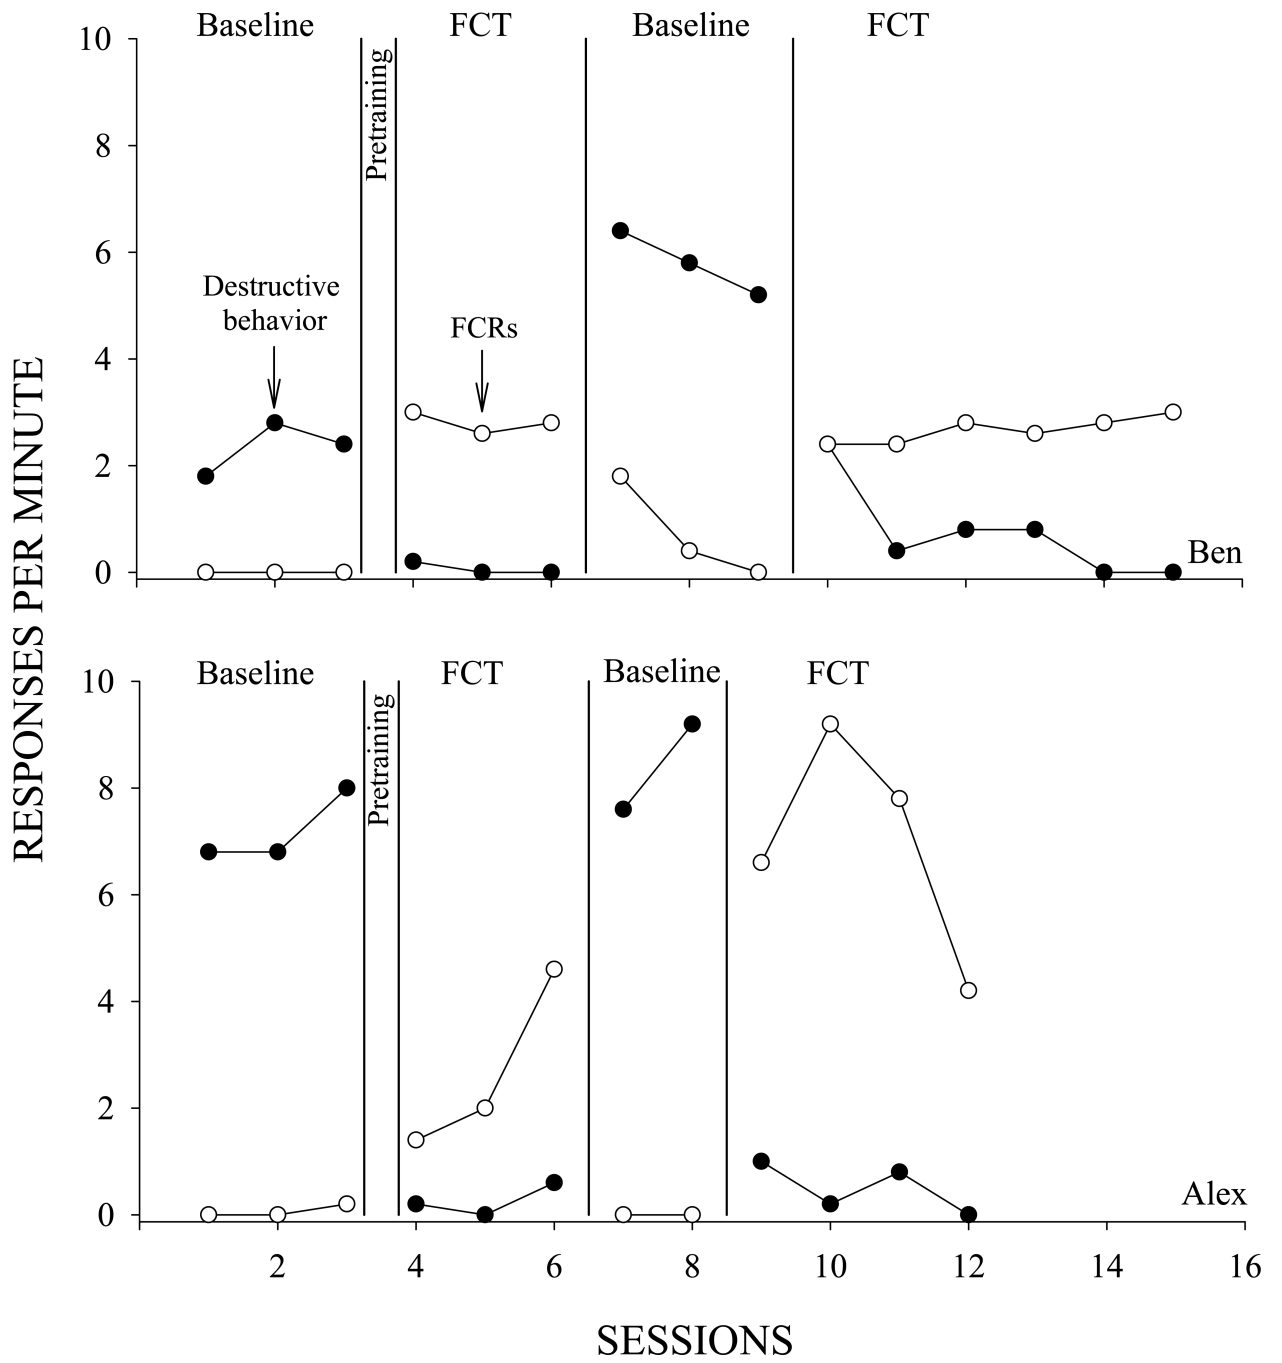 Baseline
FCT
Baseline
FCT
Pretraining
10
8
6
4
2
0
Destructive
behavior
FCRs
Ben
RESPONSES PER MINUTE
Baseline
FCT
Baseline
FCT
Pretraining
10
8
6
4
2
0
Alex
2 4 6 8 10 12 14 16
SESSIONS